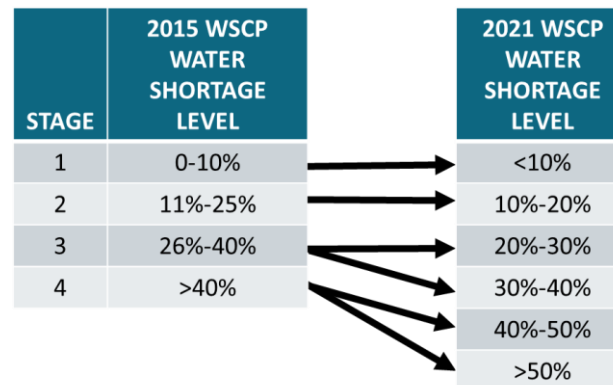 STAGE
2015 WSCP
WATER
SHORTAGE
LEVEL
2021 WSCP
WATER
SHORTAGE
LEVEL
1 0-10% <10%
2 11%-25% 10%-20%
3 26%-40% 20%-30%
4 >40% 30%-40%
40%-50%
>50%